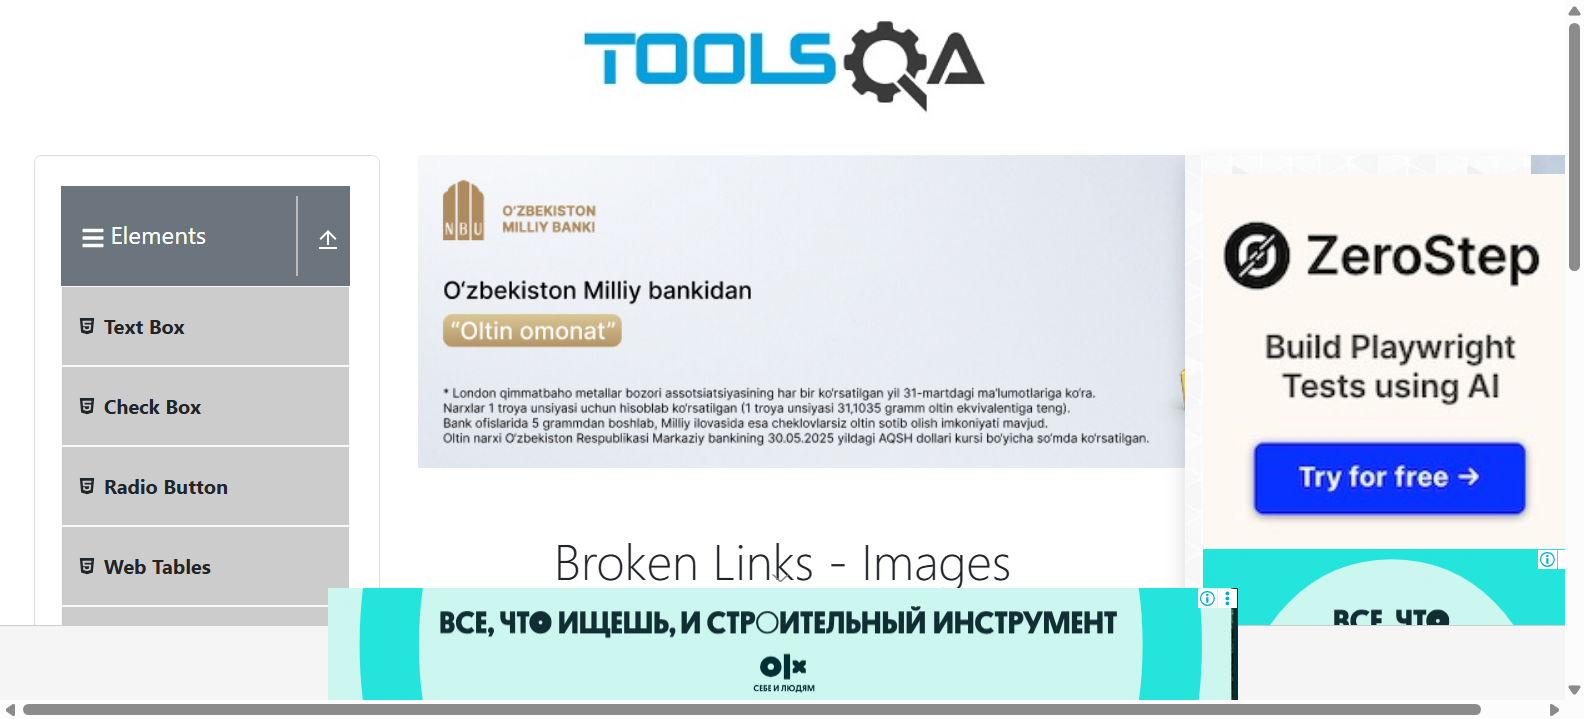 TOOLSQA
Elements
Text Box
Check Box
Radio Button
Web Tables
NBU
O‘ZBEKISTON
MILLIY BANKI
O‘zbekiston Milliy bankidan
“Oltin omonat”
* London qimmatbaho metallar bozori assotsiatsiyasining har bir ko‘rsatilgan yil 31-martdagi ma’lumotlariga ko‘ra.
Narxlar 1 troya unsiyasi uchun hisoblab ko‘rsatilgan (1 troya unsiyasi 31,1035 gramm oltin ekvivalentiga teng).
Bank ofislarida 5 grammdan boshlab, Milliy ilovasida esa cheklovlarsiz oltin sotib olish imkoniyati mavjud.
Oltin narxi O‘zbekiston Respublikasi Markaziy bankining 30.05.2025 yildagi AQSH dollari kursi bo‘yicha so‘mda ko‘rsatilgan.
Broken Links - Images
ZeroStep
Build Playwright
Tests using AI
Try for free →
ВСЕ, ЧТО
ВСЕ, ЧТО ИЩЕШЬ, И СТРОИТЕЛЬНЫЙ ИНСТРУМЕНТ
olx
СЕБЕ И ЛЮДЯМ